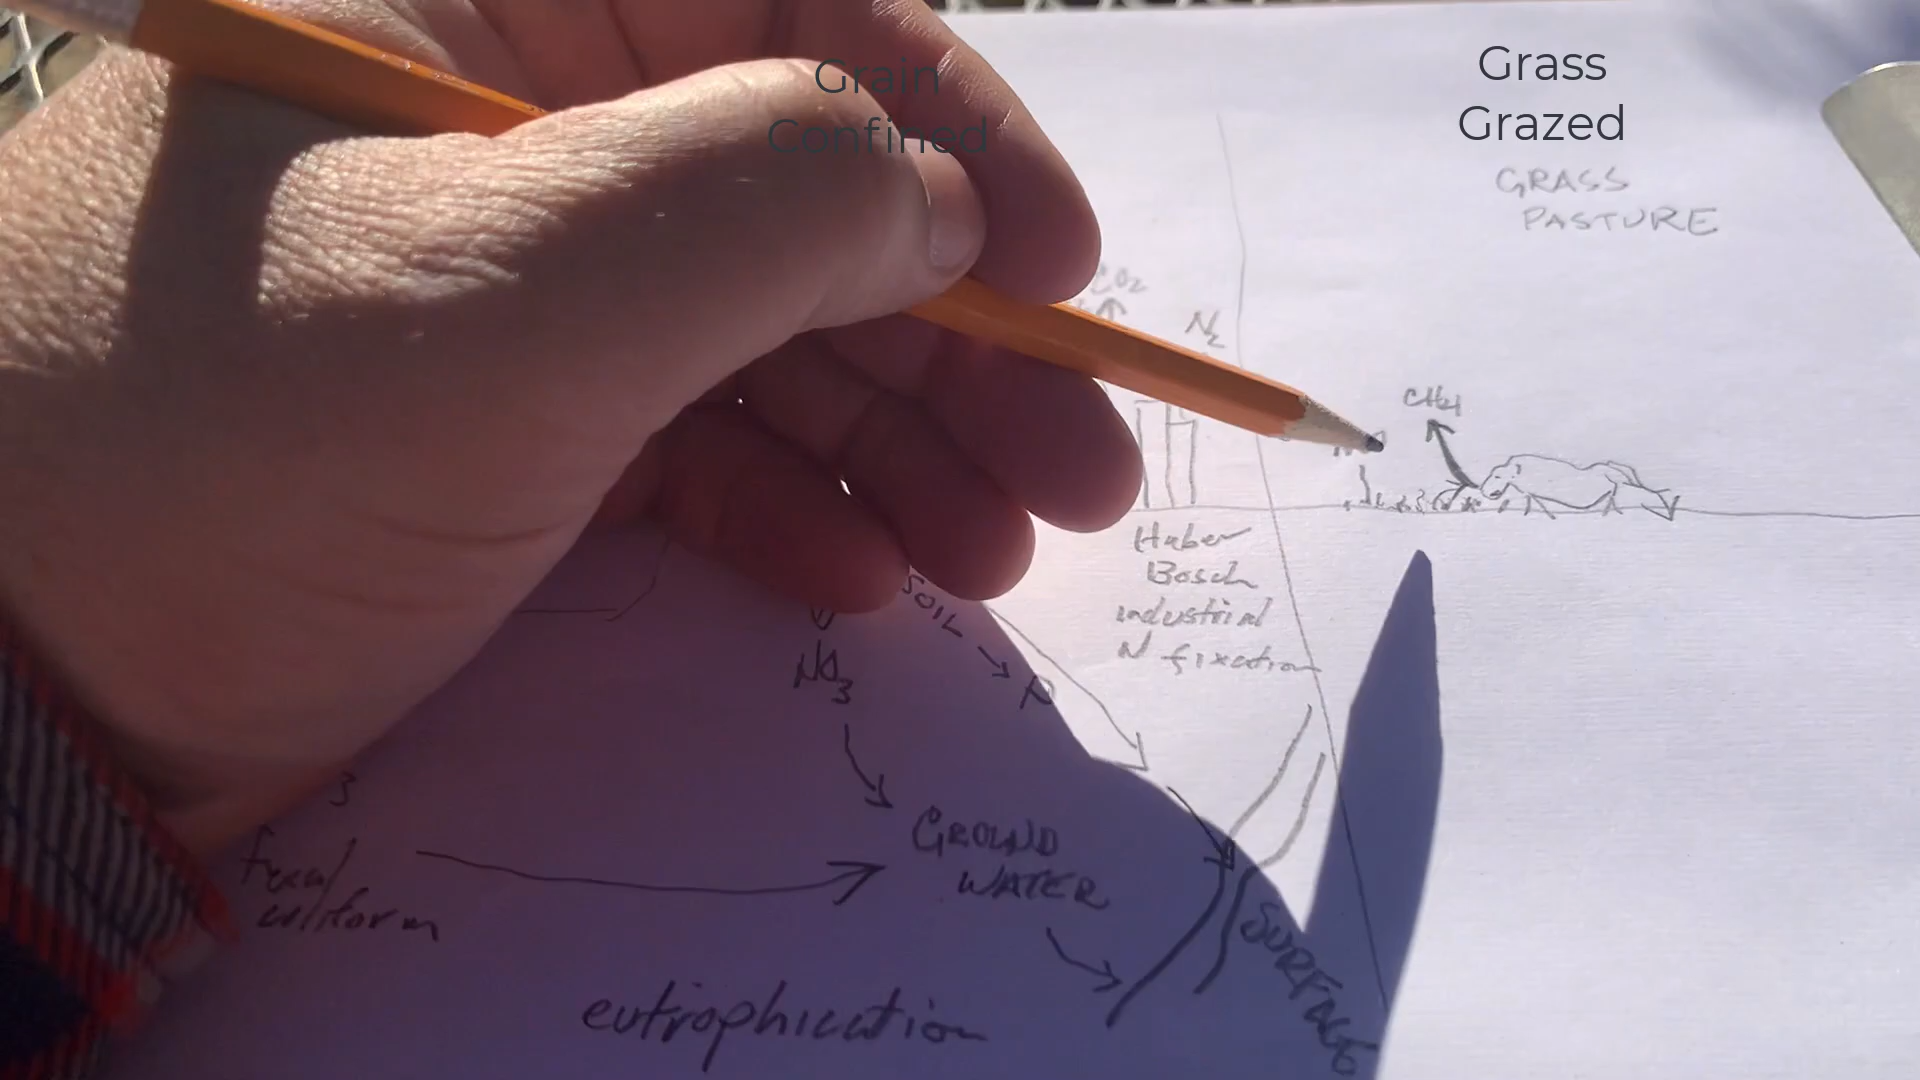 Grain
Confined
Grass
Grazed
GRASS
PASTURE
CO₂
N₂
CH4
Haber
Bosch
industrial
N fixation
SOIL
NO3
P
3
fecal
coliform
GROUND
WATER
SURFACE
eutrophication